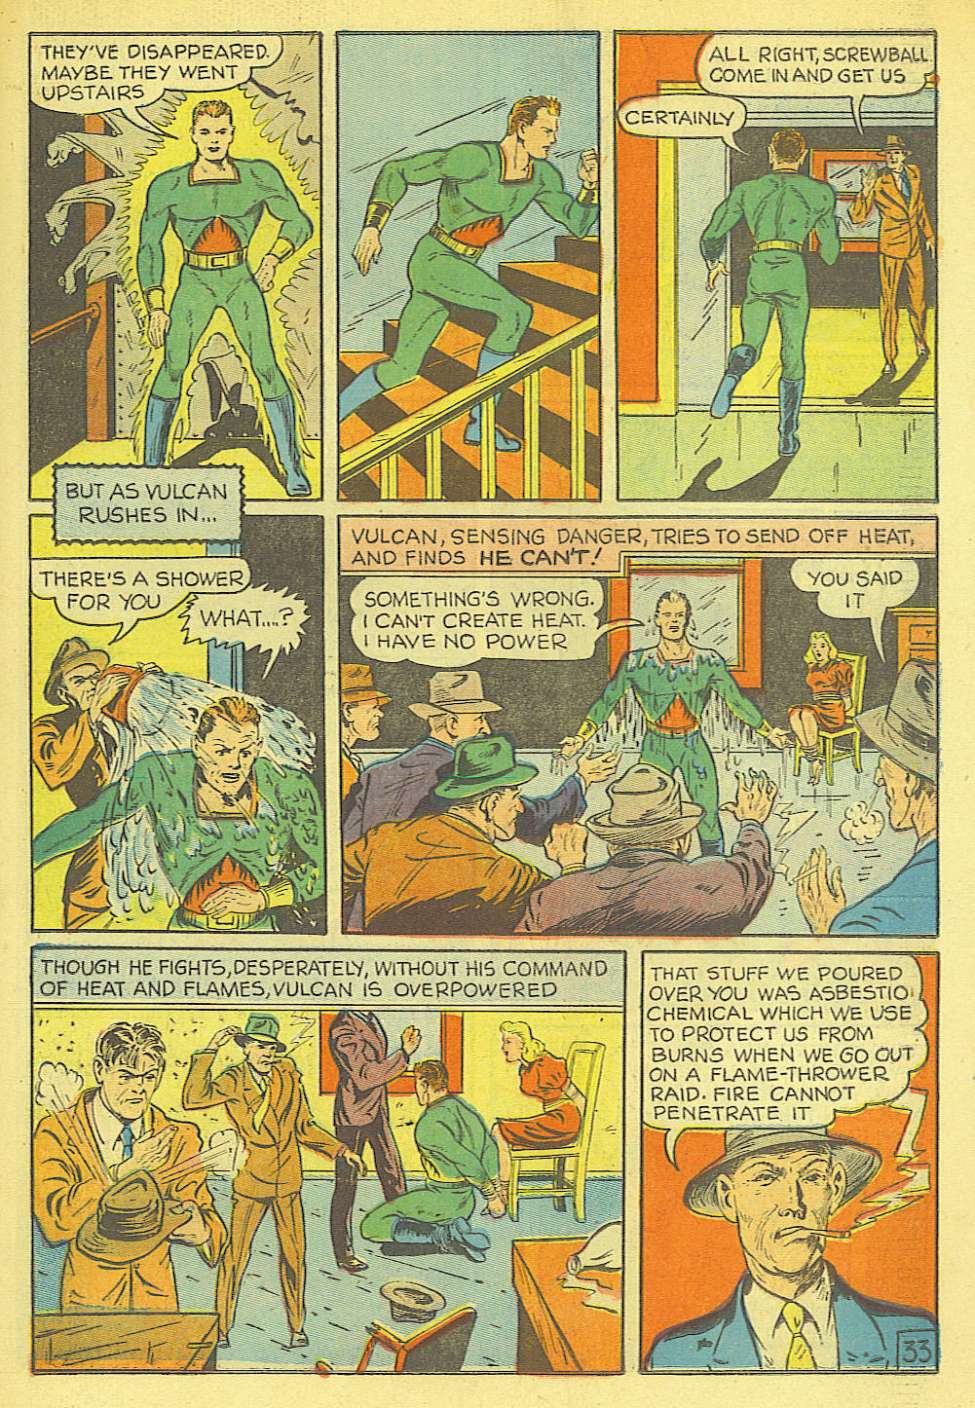 THEY'VE DISAPPEARED.
MAYBE THEY WENT
UPSTAIRS
ALL RIGHT, SCREWBALL
COME IN AND GET US
CERTAINLY
BUT AS VULCAN
RUSHES IN...
THERE'S A SHOWER
FOR YOU
WHAT....?
VULCAN, SENSING DANGER, TRIES TO SEND OFF HEAT,
AND FINDS HE CAN'T!
SOMETHING'S WRONG.
I CAN'T CREATE HEAT.
I HAVE NO POWER
YOU SAID
IT
THOUGH HE FIGHTS, DESPERATELY, WITHOUT HIS COMMAND
OF HEAT AND FLAMES, VULCAN IS OVERPOWERED
THAT STUFF WE POURED
OVER YOU WAS ASBESTIO
CHEMICAL WHICH WE USE
TO PROTECT US FROM
BURNS WHEN WE GO OUT
ON A FLAME-THROWER
RAID. FIRE CANNOT
PENETRATE IT
33